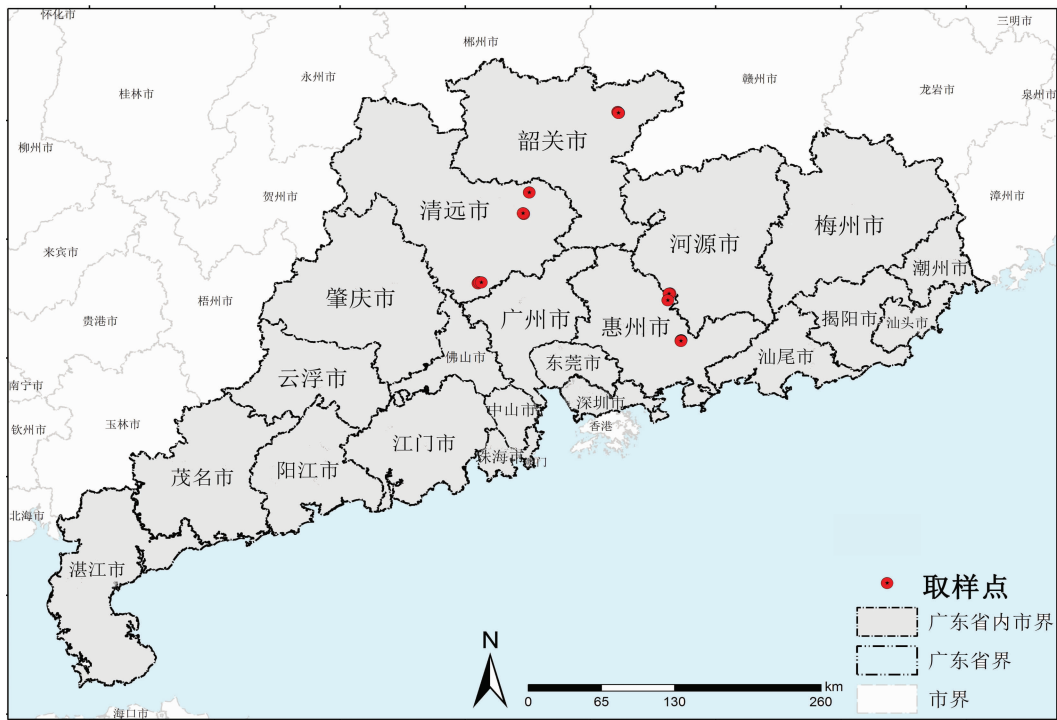 怀化市
三明市
郴州市
永州市
赣州市
桂林市
龙岩市
泉州市
韶关市
柳州市
贺州市
漳州市
清远市
梅州市
河源市
来宾市
潮州市
肇庆市
梧州市
贵港市
广州市
惠州市
揭阳市
汕头市
佛山市
东莞市
汕尾市
云浮市
南宁市
深圳市
中山市
香港
玉林市
钦州市
江门市
珠海市
阳江市
茂名市
北海市
湛江市
取样点
广东省内市界
广东省界
市界
N
km
0 65 130 260
海口市